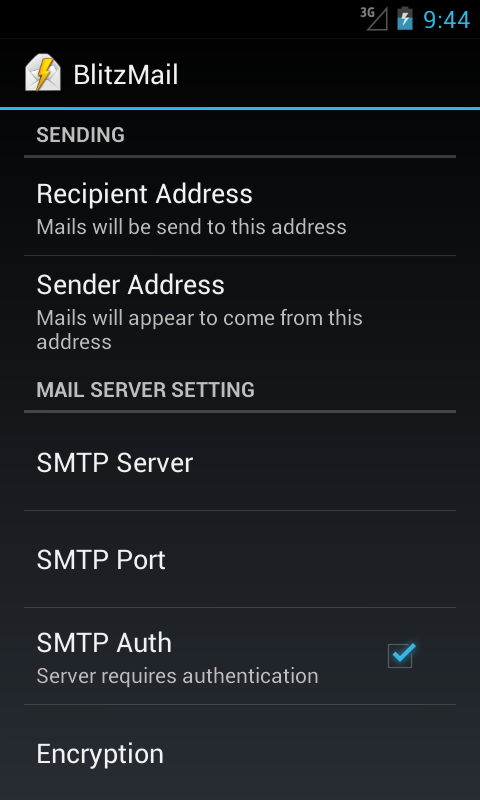 3G 9:44
BlitzMail
SENDING
Recipient Address
Mails will be send to this address
Sender Address
Mails will appear to come from this
address
MAIL SERVER SETTING
SMTP Server
SMTP Port
SMTP Auth
Server requires authentication
Encryption